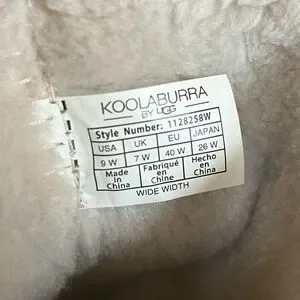 KOOLABURRA
BY UGG
Style Number: 1128258W
USA UK EU JAPAN
9 W 7 W 40 W 26 W
Made in China Fabriqué en China Hecho en China
WIDE WIDTH